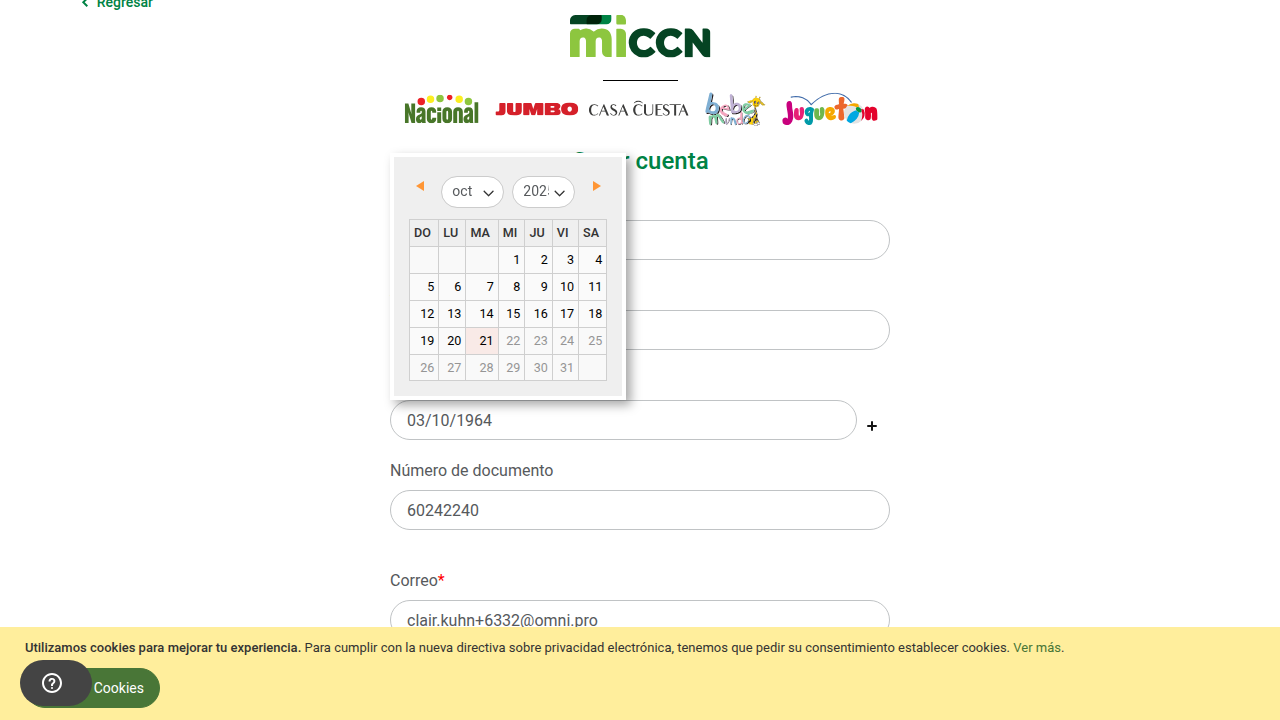 Regresar
miCCN
Nacional JUMBO CASA CUESTA bebe mundo Jugueton
cuenta
oct 202
DO LU MA MI JU VI SA
1 2 3 4
5 6 7 8 9 10 11
12 13 14 15 16 17 18
19 20 21 22 23 24 25
26 27 28 29 30 31
03/10/1964 +
Número de documento
60242240
Correo*
clair.kuhn+6332@omni.pro
Utilizamos cookies para mejorar tu experiencia. Para cumplir con la nueva directiva sobre privacidad electrónica, tenemos que pedir su consentimiento establecer cookies. Ver más.
Cookies